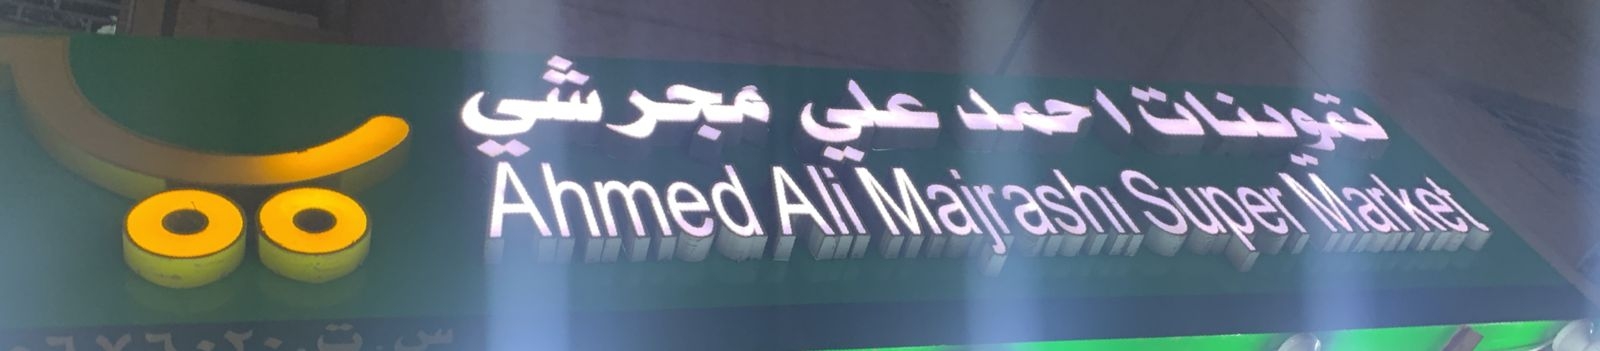 تموينات احمد علي مجرشي
Ahmed Ali Majrashi Super Market
س.ت.